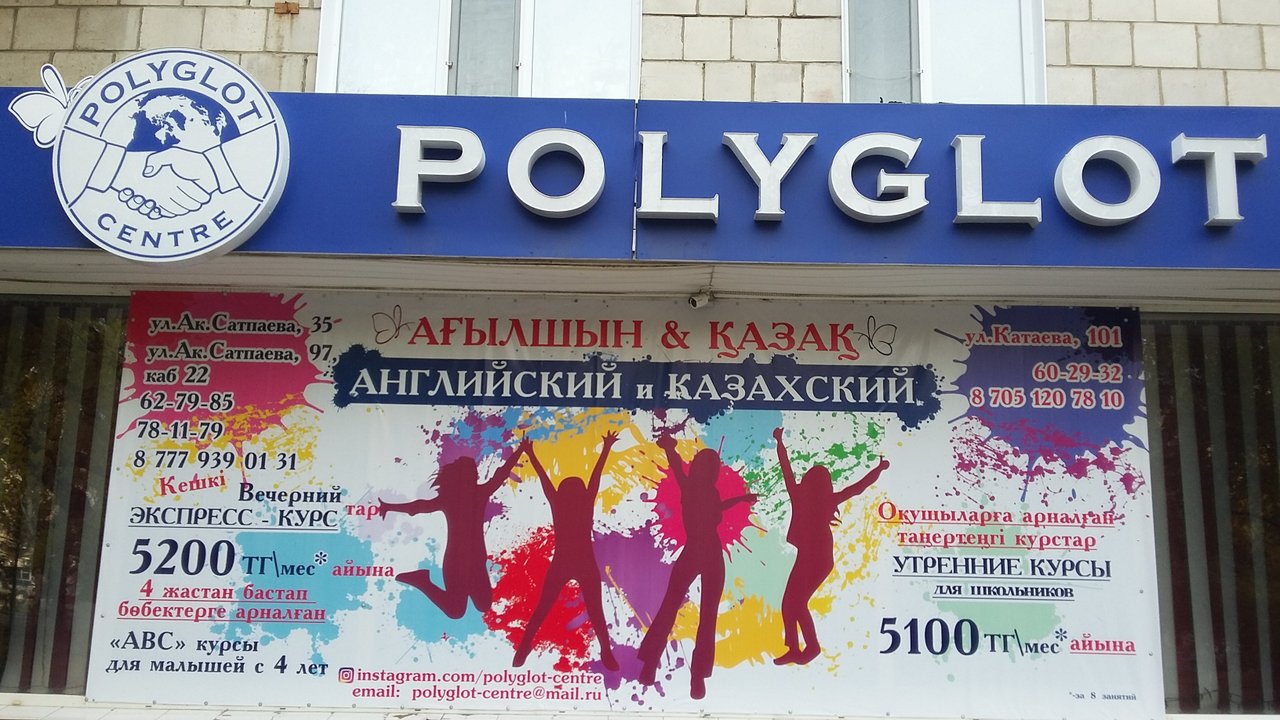 POLYGLOT
CENTRE
POLYGLOT
ул.Ак.Сатпаева, 35
ул.Ак.Сатпаева, 97,
каб 22
62-79-85
78-11-79
8 777 939 01 31
АҒЫЛШЫН & ҚАЗАҚ
АНГЛИЙСКИЙ и КАЗАХСКИЙ
ул.Катаева, 101
60-29-32
8 705 120 78 10
Кешкі
Вечерний
ЭКСПРЕСС - КУРС тар
5200 ТГ\мес* айына
4 жастан бастап
бөбектерге арналған
«АВС» курсы
для малышей с 4 лет
instagram.com/polyglot-centre
email: polyglot-centre@mail.ru
Оқушыларға арналған
таңертеңгі курстар
УТРЕННИЕ КУРСЫ
для школьников
5100 ТГ\мес* айына
*-за 8 занятий